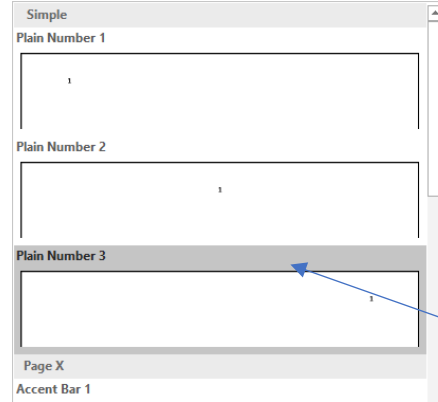 Simple
Plain Number 1
1
Plain Number 2
1
Plain Number 3
1
Page X
Accent Bar 1